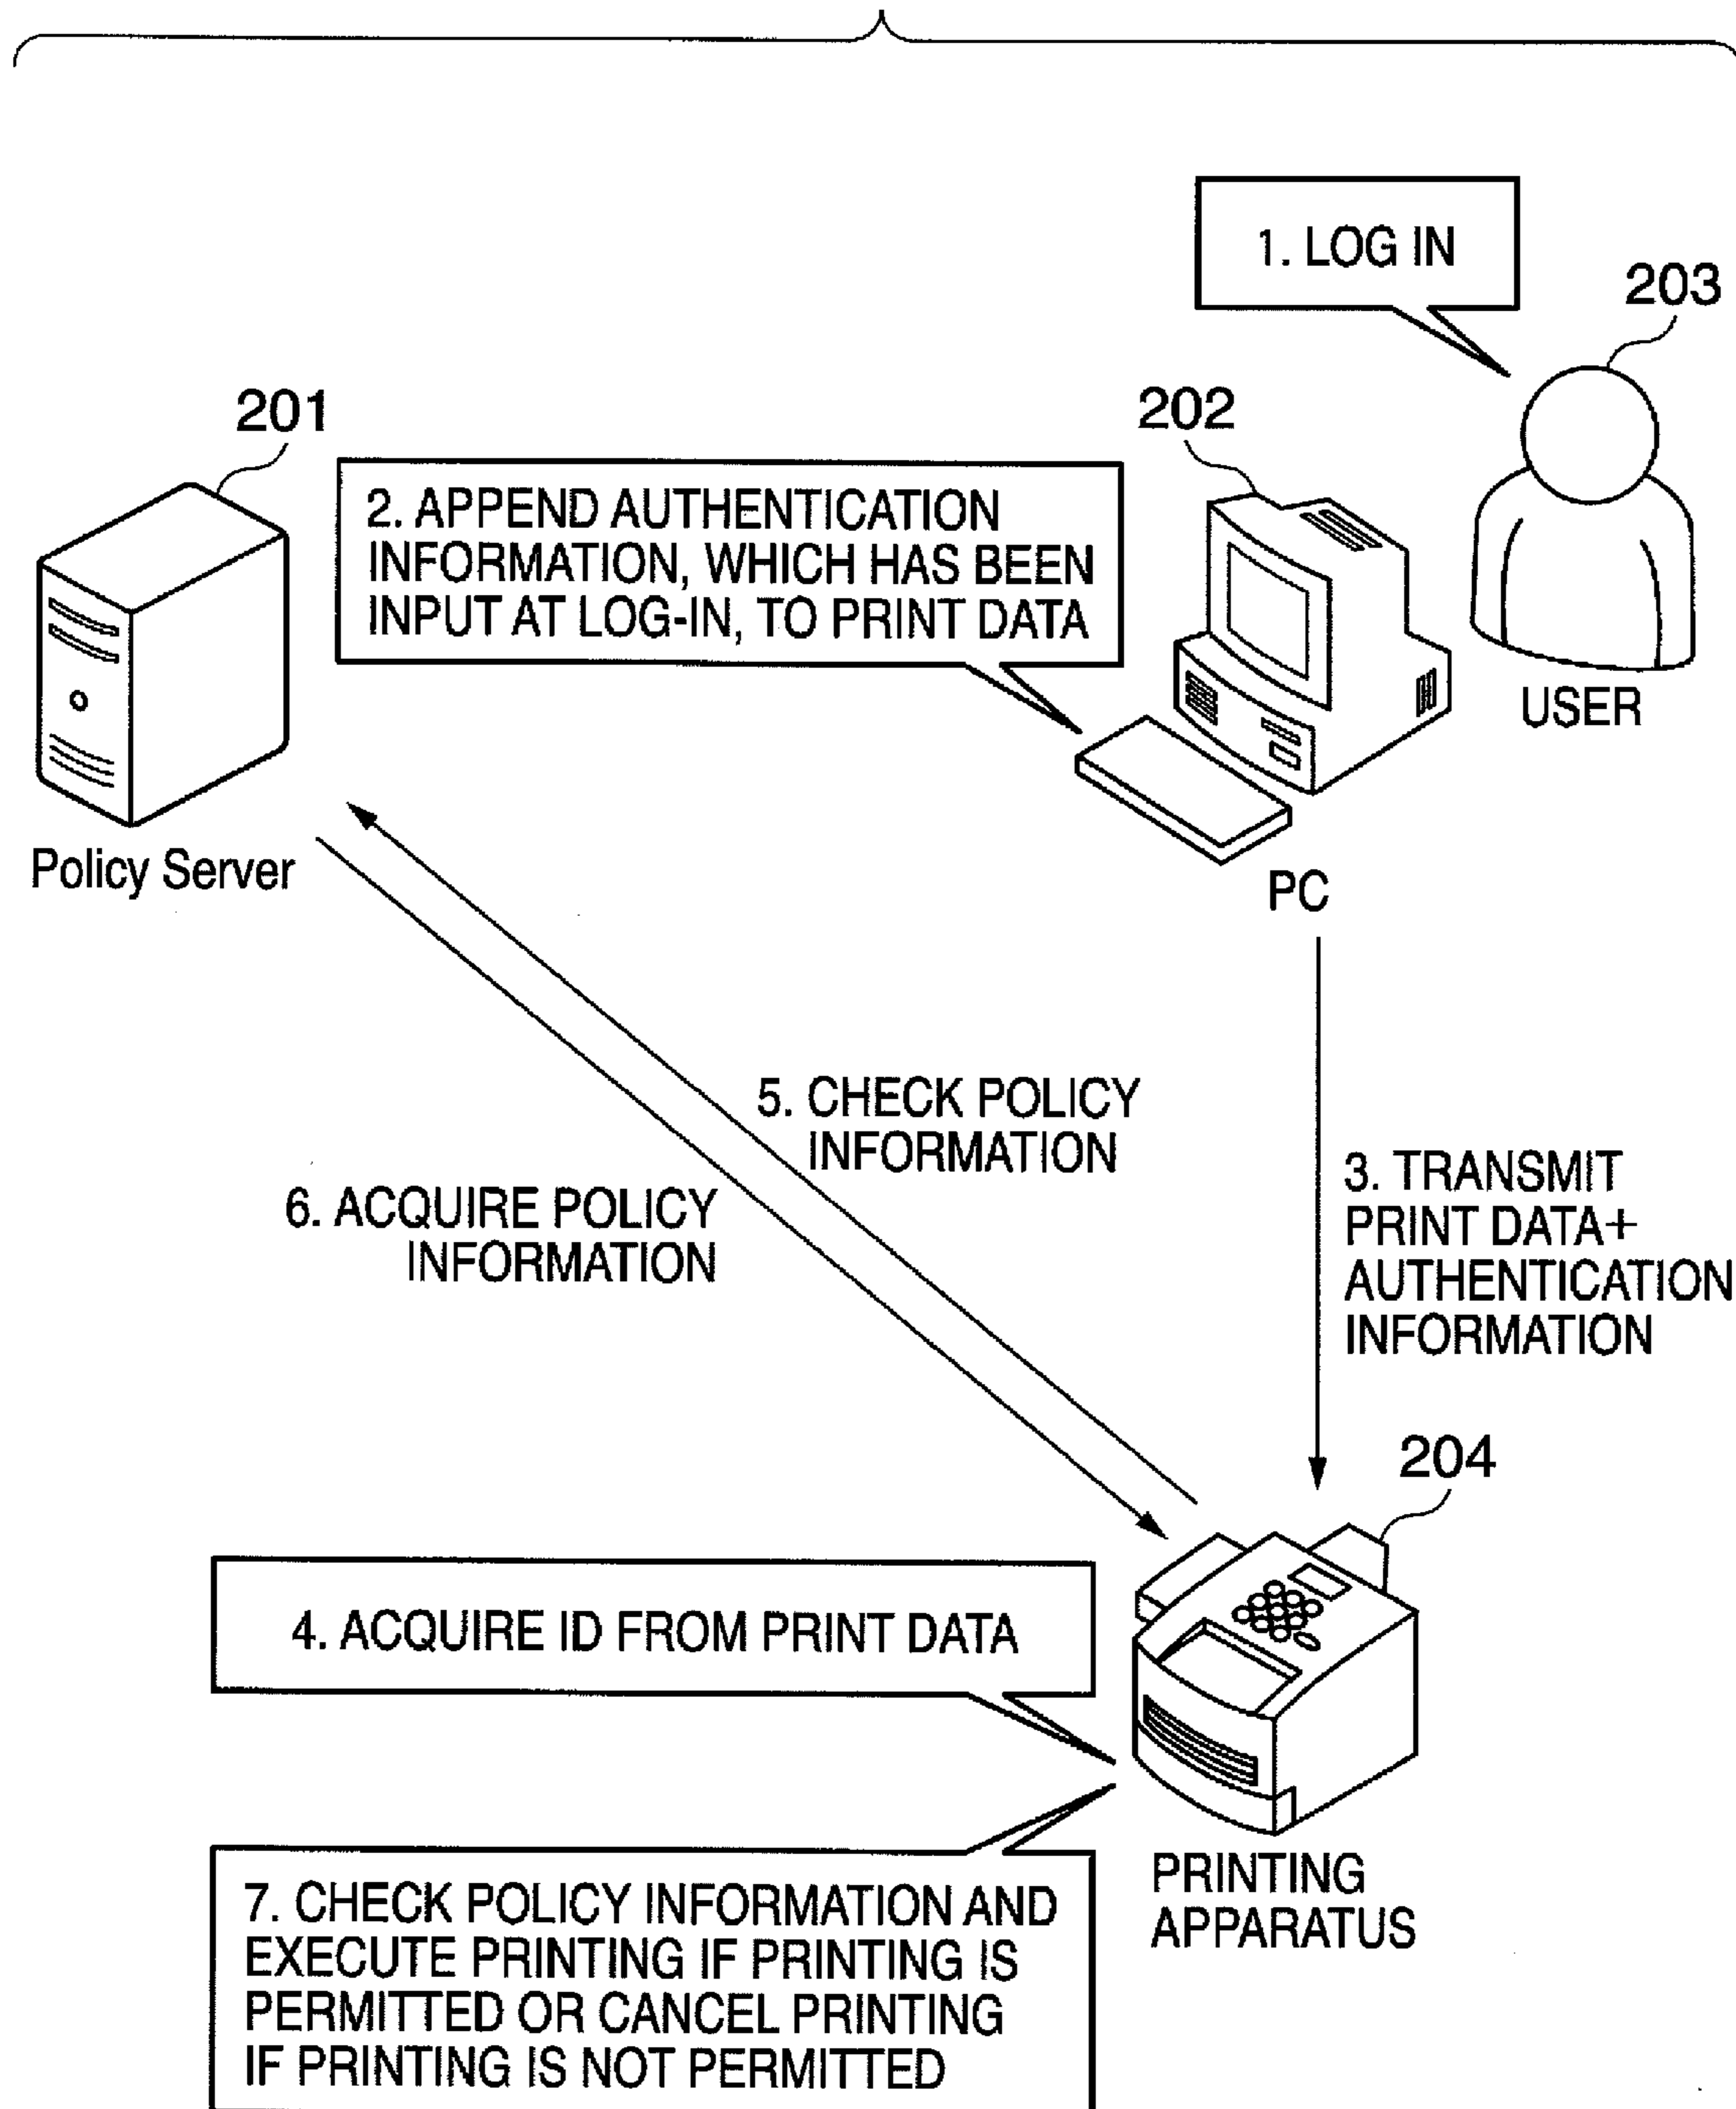 1. LOG IN
203
201
202
2. APPEND AUTHENTICATION
INFORMATION, WHICH HAS BEEN
INPUT AT LOG-IN, TO PRINT DATA
USER
Policy Server
PC
5. CHECK POLICY
INFORMATION
6. ACQUIRE POLICY
INFORMATION
3. TRANSMIT
PRINT DATA+
AUTHENTICATION
INFORMATION
204
4. ACQUIRE ID FROM PRINT DATA
PRINTING
APPARATUS
7. CHECK POLICY INFORMATION AND
EXECUTE PRINTING IF PRINTING IS
PERMITTED OR CANCEL PRINTING
IF PRINTING IS NOT PERMITTED